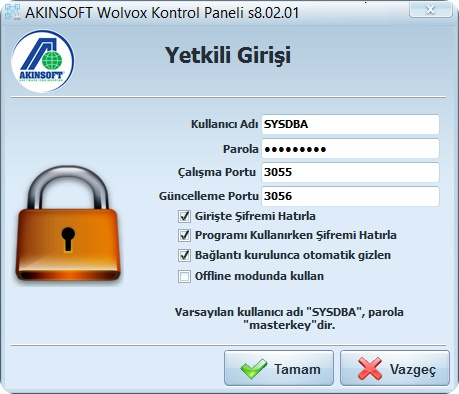 AKINSOFT Wolvox Kontrol Paneli s8.02.01
AKINSOFT
Yetkili Girişi
Kullanıcı Adı SYSDBA
Parola •••••••••
Çalışma Portu 3055
Güncelleme Portu 3056
Girişte Şifremi Hatırla
Programı Kullanırken Şifremi Hatırla
Bağlantı kurulunca otomatik gizlen
Offline modunda kullan
Varsayılan kullanıcı adı "SYSDBA", parola
"masterkey"dir.
Tamam Vazgeç